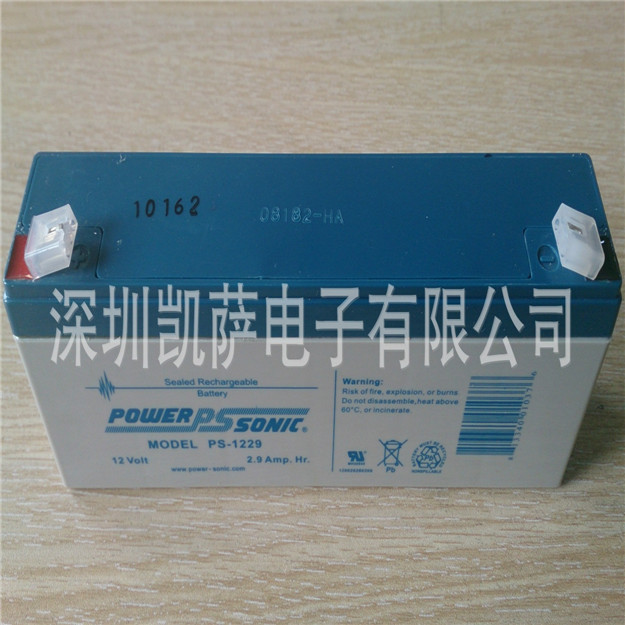 10162
08182-HA
深圳凯萨电子有限公司
Sealed Rechargeable
Battery
POWER PS SONIC
MODEL PS-1229
12 Volt www.power-sonic.com 2.9 Amp. Hr.
WARNING:
Risk of fire, explosion, or burns.
Do not disassemble, heat above
60°C, or incinerate.
Pb